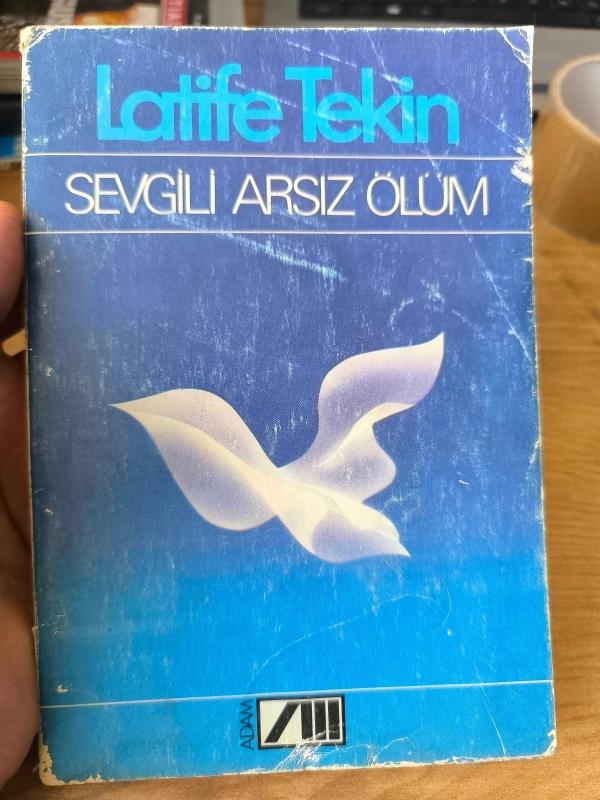 Latife Tekin
SEVGİLİ ARSIZ ÖLÜM
ADAM